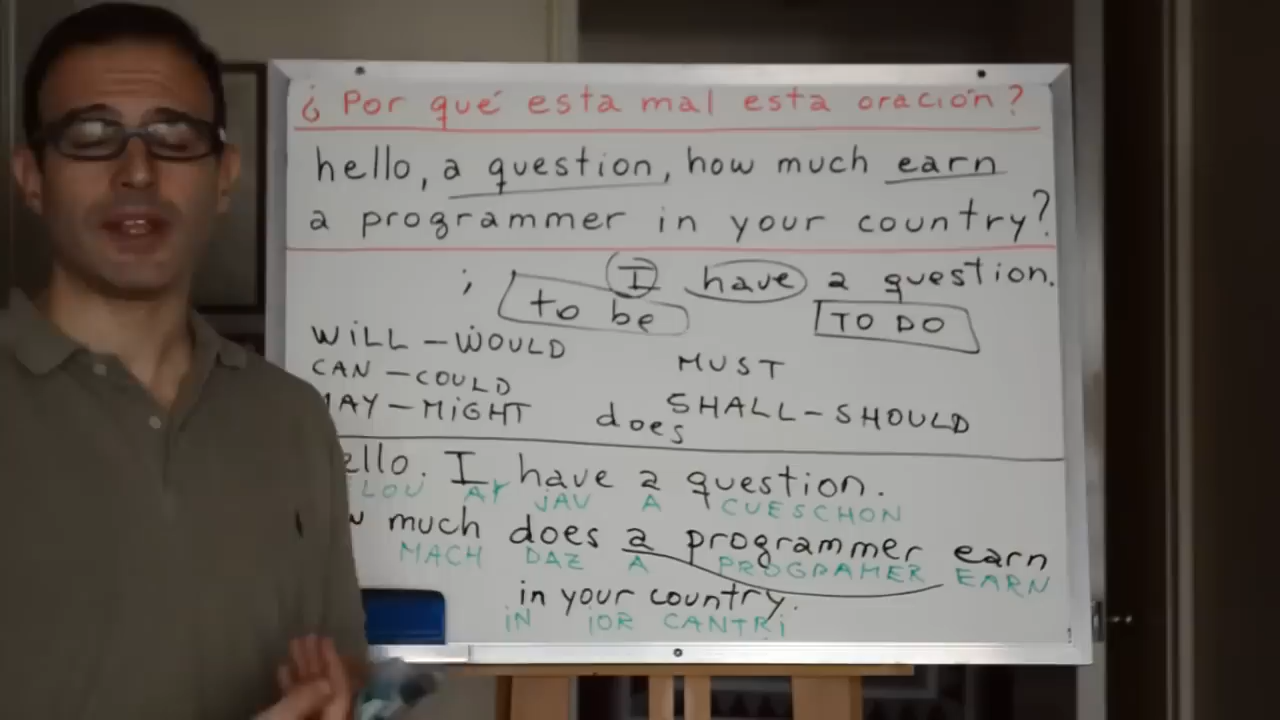 ¿Por qué esta mal esta oración?
hello, a question, how much earn
a programmer in your country?
; I have a question.
to be TO DO
WiLL - WOULD
MUST
CAN - COULD
MAY - MiGHT does SHALL - SHOULD
ello. I have a question.
LOU AY jAV A CUESCHON
w much does a programmer earn
MACH DAZ A PROGRAMER EARN
in your country.
iN iOR CANTRi